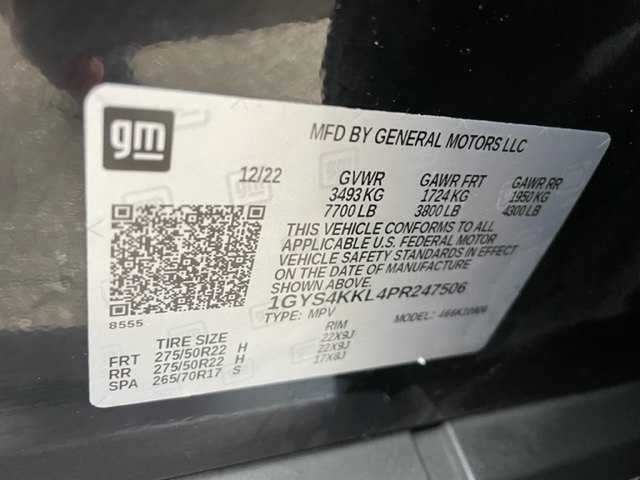 gm
MFD BY GENERAL MOTORS LLC
12/22 GVWR GAWR FRT GAWR RR
3493 KG 1724 KG 1950 KG
7700 LB 3800 LB 4300 LB
THIS VEHICLE CONFORMS TO ALL
APPLICABLE U.S. FEDERAL MOTOR
VEHICLE SAFETY STANDARDS IN EFFECT
ON THE DATE OF MANUFACTURE
SHOWN ABOVE.
1GYS4KKL4PR247506
8555 TYPE: MPV MODEL:
TIRE SIZE RIM
FRT 275/50R22 H 22X9J
RR 275/50R22 H 22X9J
SPA 265/70R17 S 17X8J